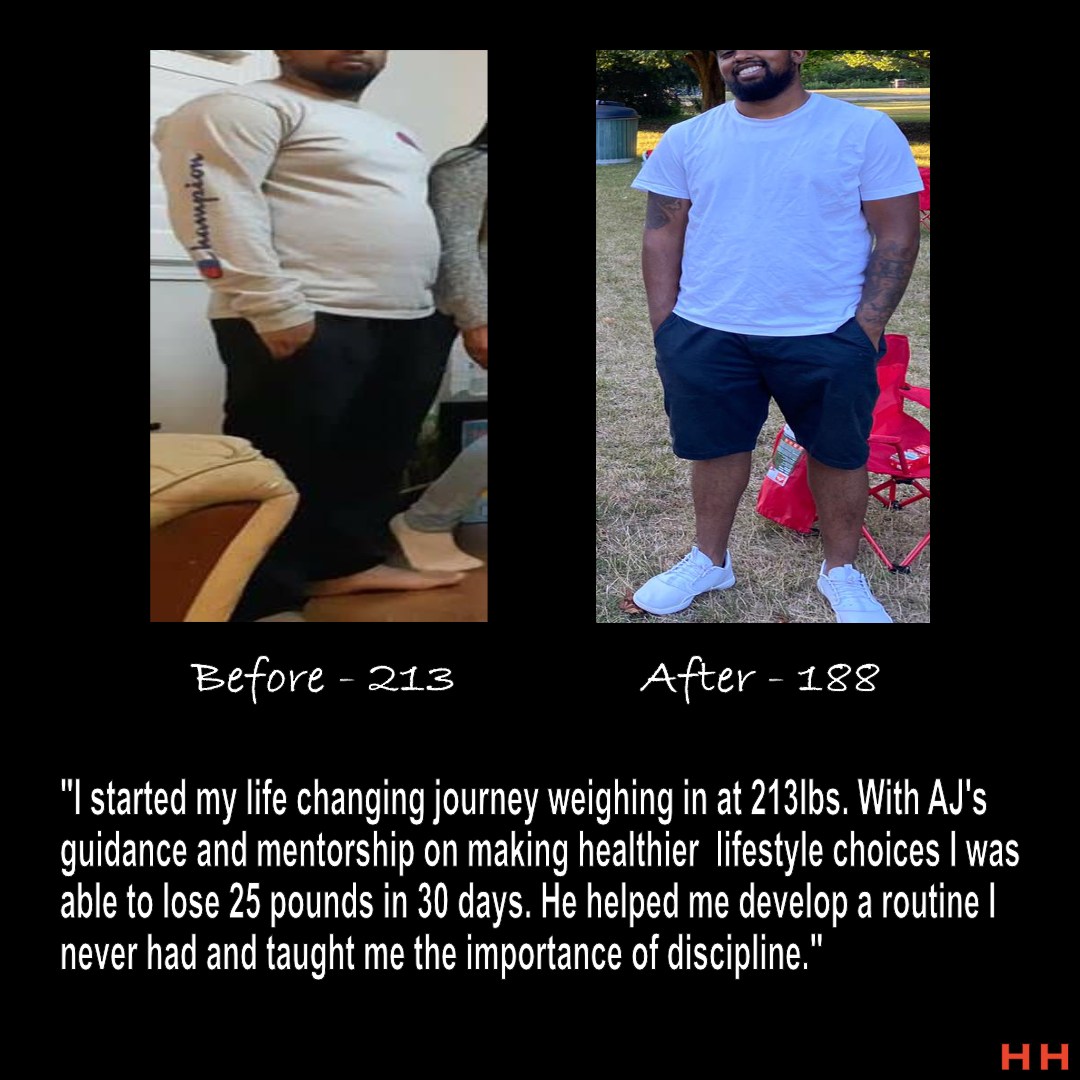 Champion
Before - 213
After - 188
"I started my life changing journey weighing in at 213lbs. With AJ's
guidance and mentorship on making healthier  lifestyle choices I was
able to lose 25 pounds in 30 days. He helped me develop a routine I
never had and taught me the importance of discipline."
HH